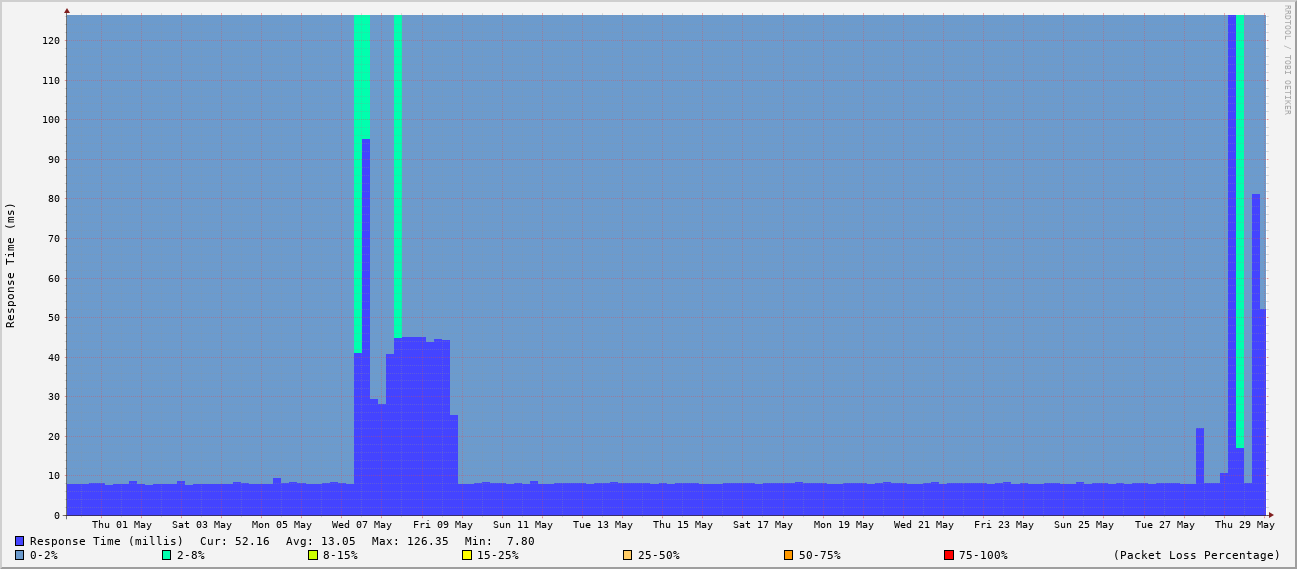 RRDTOOL / TOBI OETIKER
Response Time (ms)
120
110
100
90
80
70
60
50
40
30
20
10
0
Thu 01 May Sat 03 May Mon 05 May Wed 07 May Fri 09 May Sun 11 May Tue 13 May Thu 15 May Sat 17 May Mon 19 May Wed 21 May Fri 23 May Sun 25 May Tue 27 May Thu 29 May
Response Time (millis) Cur: 52.16 Avg: 13.05 Max: 126.35 Min: 7.80
0-2% 2-8% 8-15% 15-25% 25-50% 50-75% 75-100% (Packet Loss Percentage)